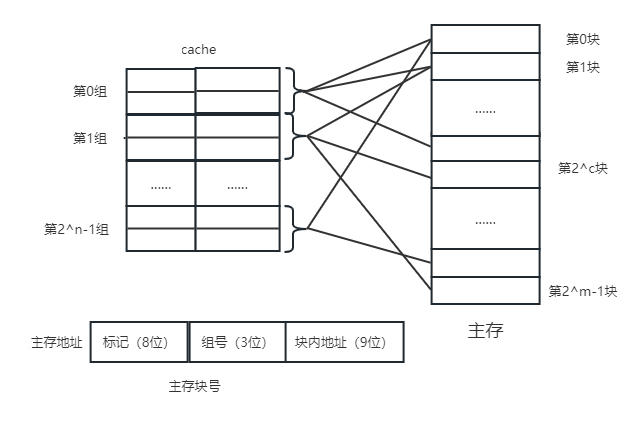 cache
第0组
第1组
......
......
第2^n-1组
第0块
第1块
......
第2^c块
......
第2^m-1块
主存
主存地址
标记（8位）
组号（3位）
块内地址（9位）
主存块号